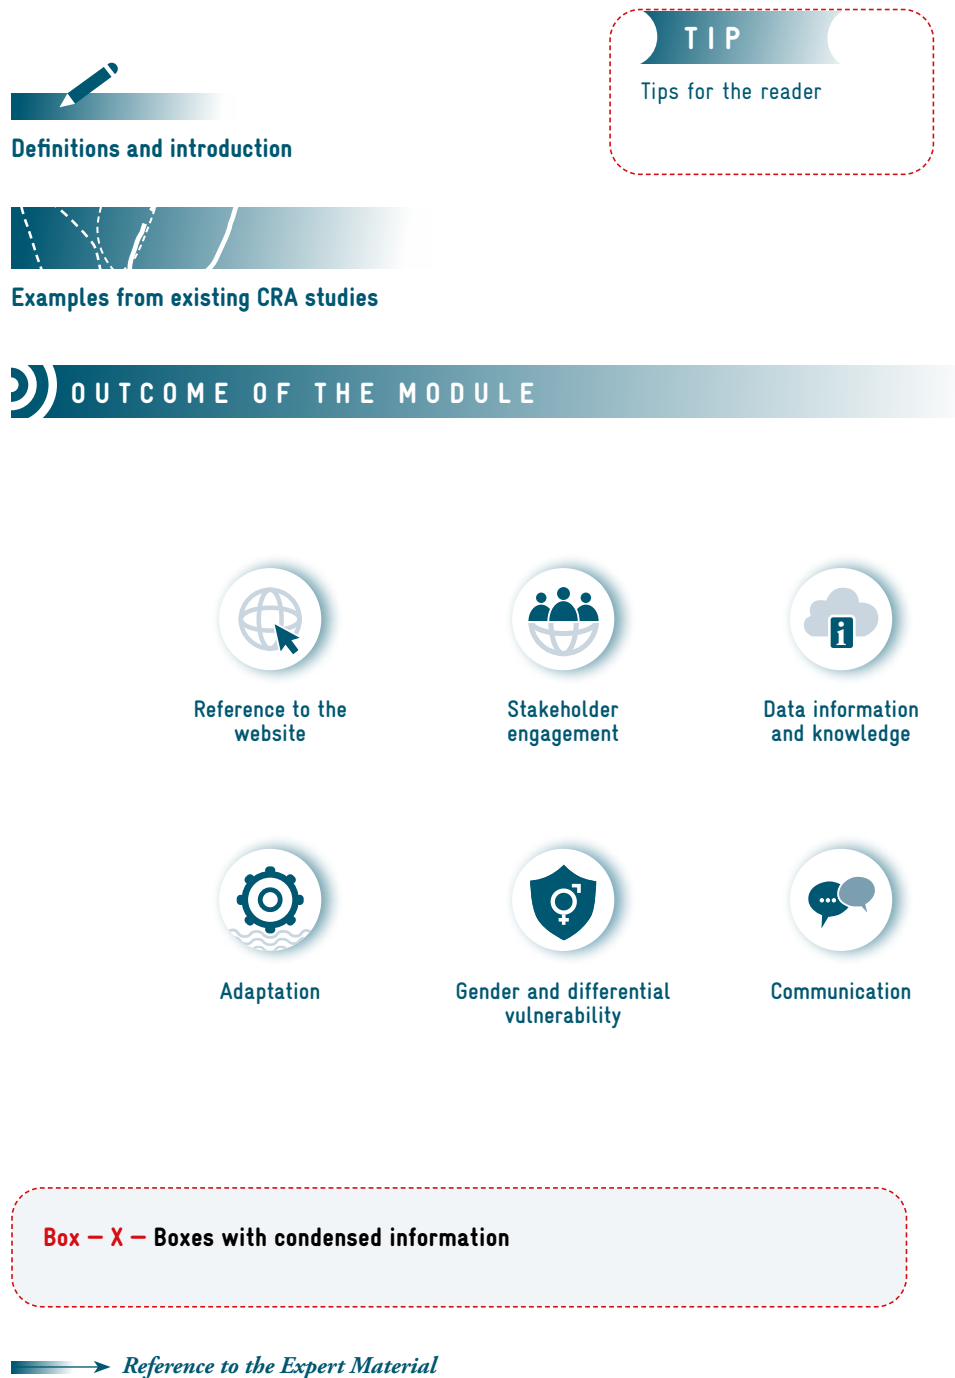 TIP
Tips for the reader
Definitions and introduction
Examples from existing CRA studies
OUTCOME OF THE MODULE
Reference to the
website
Stakeholder
engagement
Data information
and knowledge
Adaptation
Gender and differential
vulnerability
Communication
Box – X – Boxes with condensed information
Reference to the Expert Material